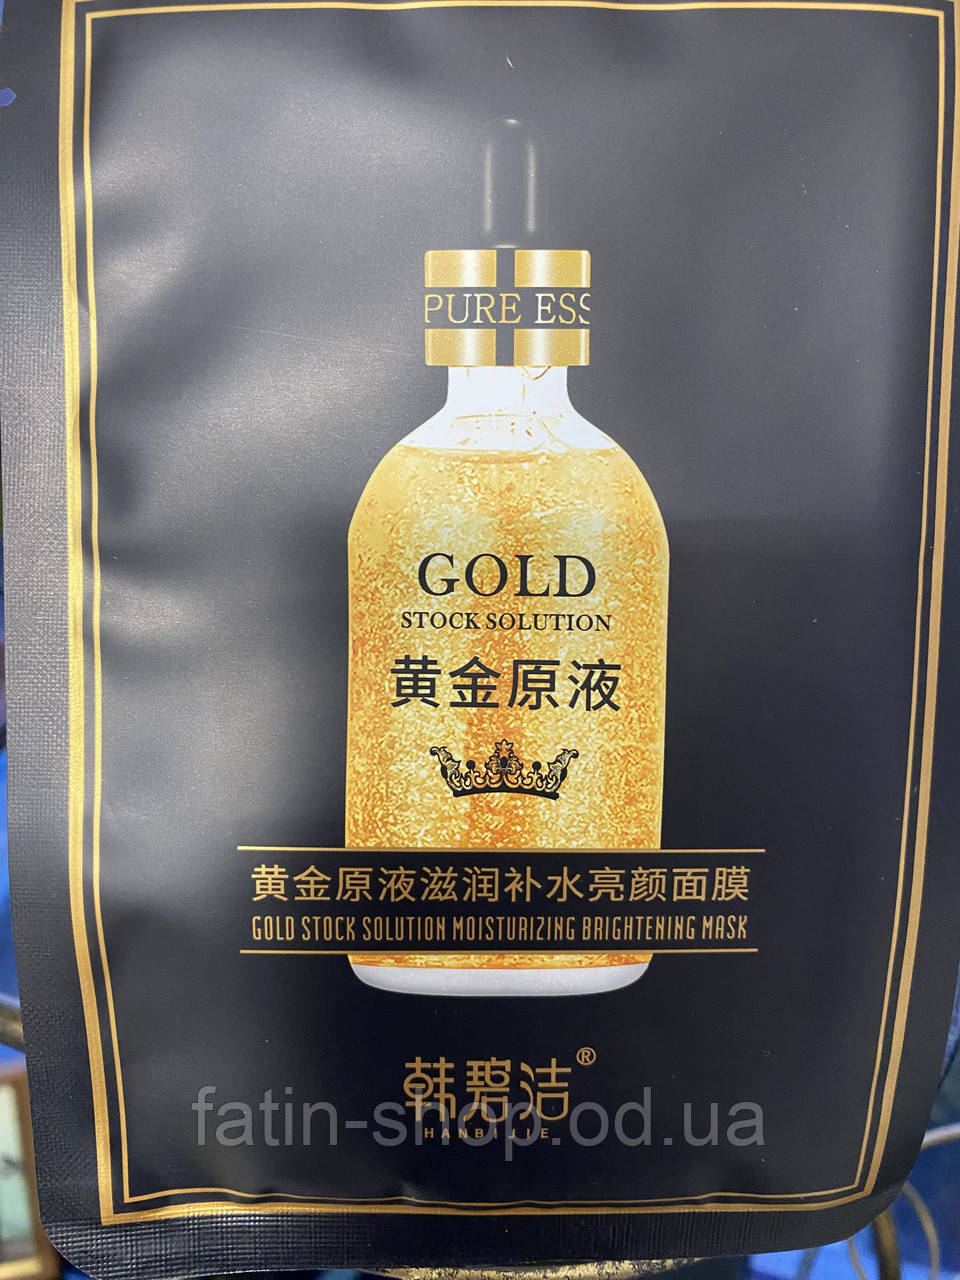 PURE ESS
GOLD
STOCK SOLUTION
黄金原液
黄金原液滋润补水亮颜面膜
GOLD STOCK SOLUTION MOISTURIZING BRIGHTENING MASK
韩碧洁®
HANBIJIE
fatin-shop.od.ua